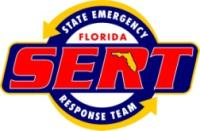 STATE EMERGENCY
FLORIDA
SERT
RESPONSE TEAM